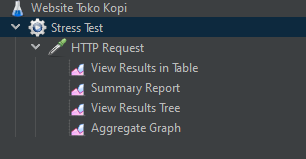 Website Toko Kopi
Stress Test
HTTP Request
View Results in Table
Summary Report
View Results Tree
Aggregate Graph